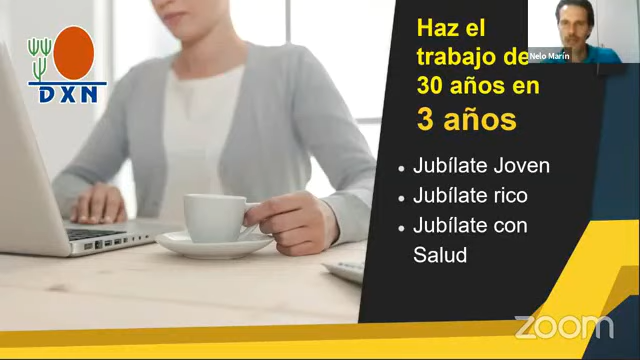 DXN
Haz el
trabajo de
30 años en
3 años
Nelo Marín
• Jubílate Joven
• Jubílate rico
• Jubílate con
Salud
zoom